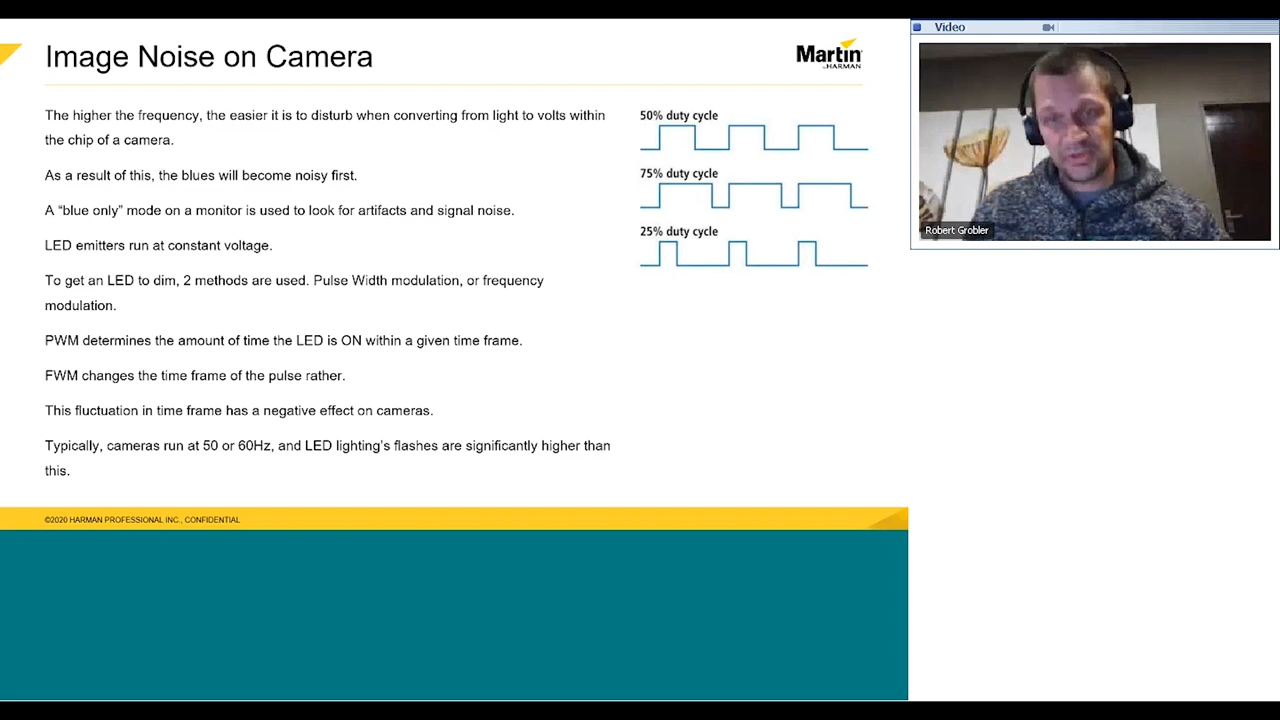 Image Noise on Camera
Martin
by HARMAN
The higher the frequency, the easier it is to disturb when converting from light to volts within
the chip of a camera.
As a result of this, the blues will become noisy first.
A “blue only” mode on a monitor is used to look for artifacts and signal noise.
LED emitters run at constant voltage.
To get an LED to dim, 2 methods are used. Pulse Width modulation, or frequency
modulation.
PWM determines the amount of time the LED is ON within a given time frame.
FWM changes the time frame of the pulse rather.
This fluctuation in time frame has a negative effect on cameras.
Typically, cameras run at 50 or 60Hz, and LED lighting’s flashes are significantly higher than
this.
50% duty cycle
75% duty cycle
25% duty cycle
©2020 HARMAN PROFESSIONAL INC., CONFIDENTIAL
Video
Robert Grobler